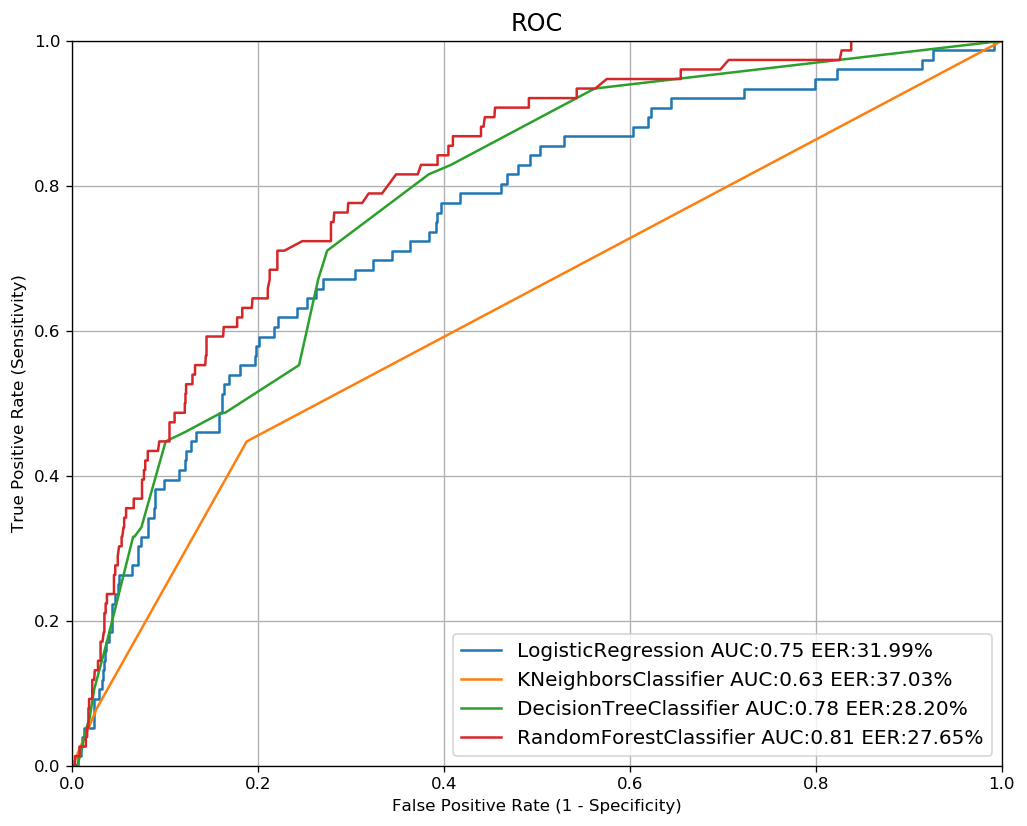 ROC
1.0
0.8
0.6
0.4
0.2
0.0
True Positive Rate (Sensitivity)
LogisticRegression AUC:0.75 EER:31.99%
KNeighborsClassifier AUC:0.63 EER:37.03%
DecisionTreeClassifier AUC:0.78 EER:28.20%
RandomForestClassifier AUC:0.81 EER:27.65%
0.0 0.2 0.4 0.6 0.8 1.0
False Positive Rate (1 - Specificity)